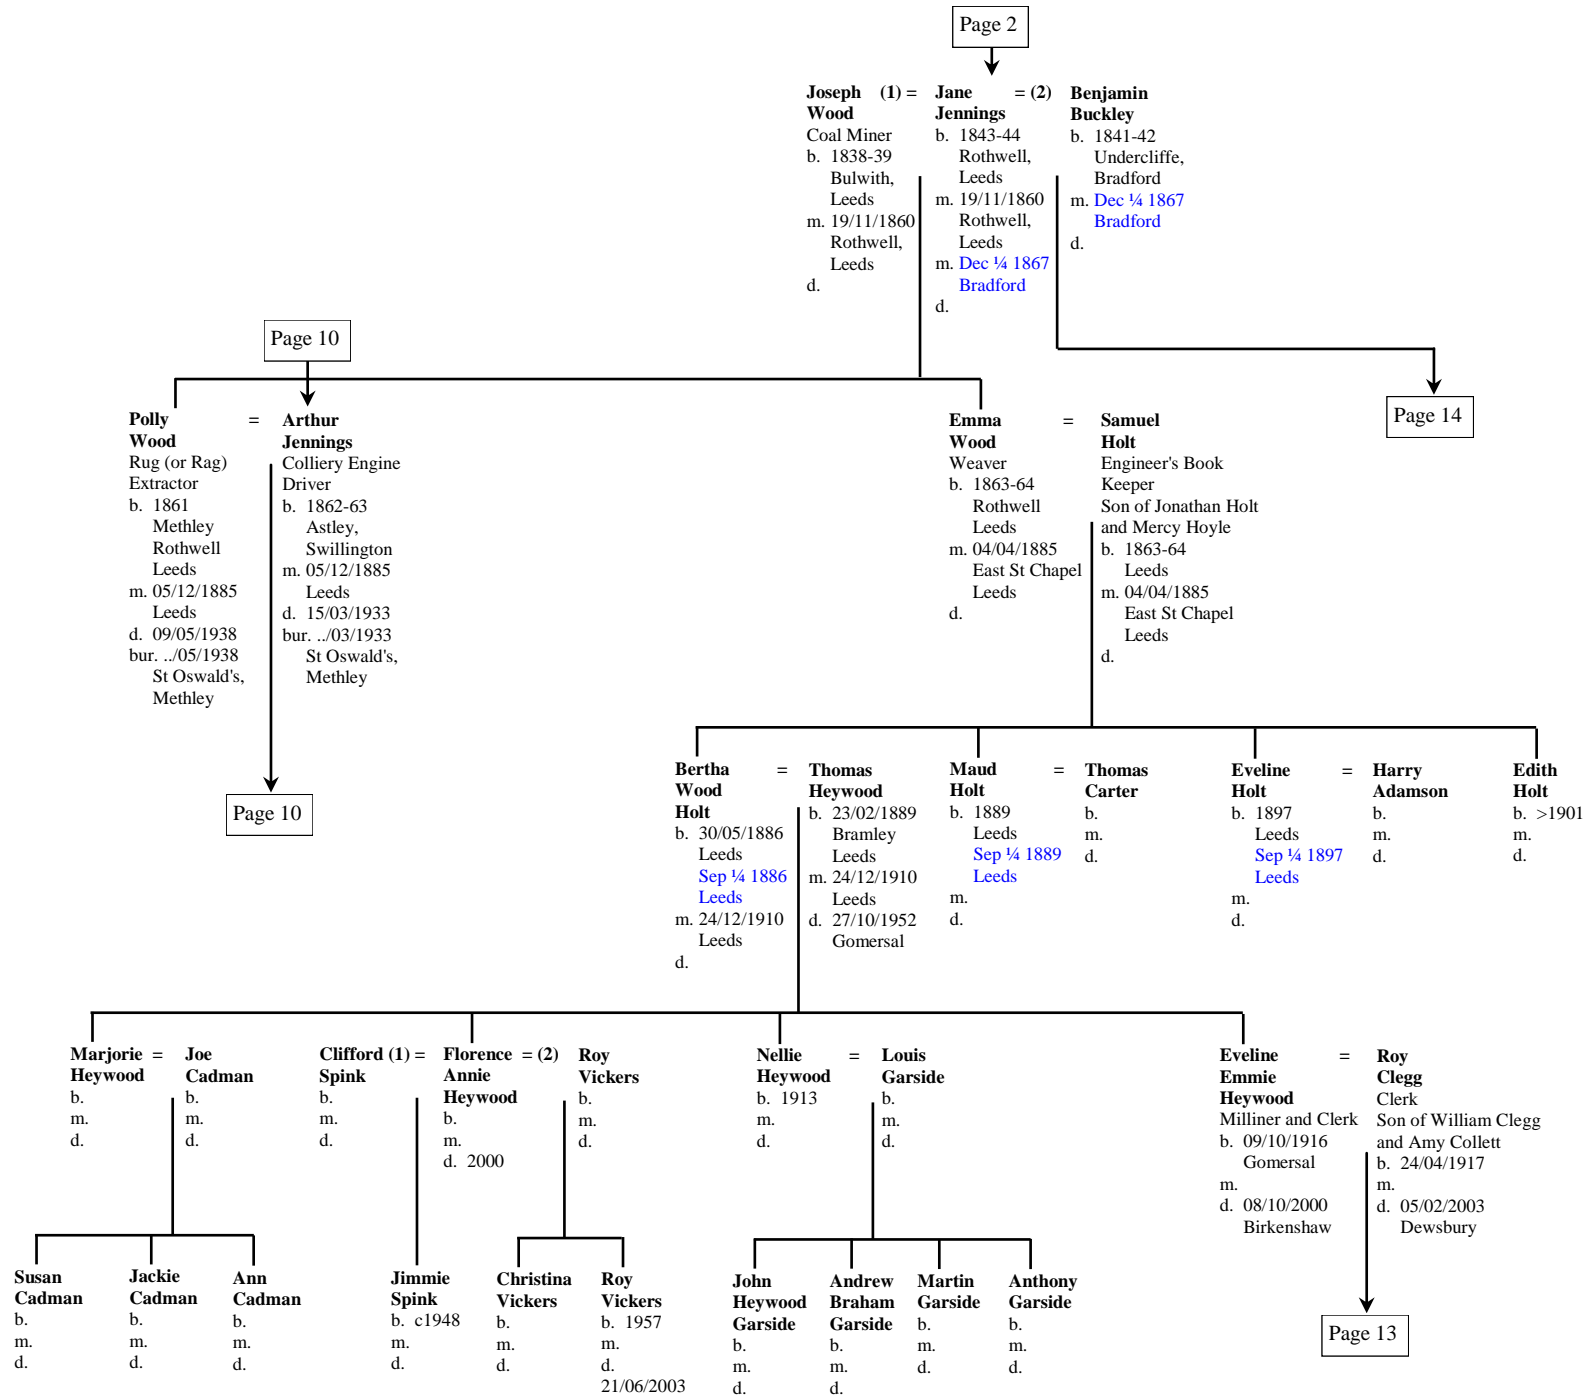 Page 2
Joseph (1) =
Wood
Coal Miner
b. 1838-39
Bulwith,
Leeds
m. 19/11/1860
Rothwell,
Leeds
d.
Jane = (2)
Jennings
b. 1843-44
Rothwell,
Leeds
m. 19/11/1860
Rothwell,
Leeds
m. Dec ¼ 1867
Bradford
d.
Benjamin
Buckley
b. 1841-42
Undercliffe,
Bradford
m. Dec ¼ 1867
Bradford
d.
Page 10
Page 14
Polly =
Wood
Rug (or Rag)
Extractor
b. 1861
Methley
Rothwell
Leeds
m. 05/12/1885
Leeds
d. 09/05/1938
bur. ../05/1938
St Oswald's,
Methley
Arthur
Jennings
Colliery Engine
Driver
b. 1862-63
Astley,
Swillington
m. 05/12/1885
Leeds
d. 15/03/1933
bur. ../03/1933
St Oswald's,
Methley
Emma =
Wood
Weaver
b. 1863-64
Rothwell
Leeds
m. 04/04/1885
East St Chapel
Leeds
d.
Samuel
Holt
Engineer's Book
Keeper
Son of Jonathan Holt
and Mercy Hoyle
b. 1863-64
Leeds
m. 04/04/1885
East St Chapel
Leeds
d.
Page 10
Bertha =
Wood
Holt
b. 30/05/1886
Leeds
Sep ¼ 1886
Leeds
m. 24/12/1910
Leeds
d.
Thomas
Heywood
b. 23/02/1889
Bramley
Leeds
m. 24/12/1910
Leeds
d. 27/10/1952
Gomersal
Maud =
Holt
b. 1889
Leeds
Sep ¼ 1889
Leeds
m.
d.
Thomas
Carter
b.
m.
d.
Eveline =
Holt
b. 1897
Leeds
Sep ¼ 1897
Leeds
m.
d.
Harry
Adamson
b.
m.
d.
Edith
Holt
b. >1901
m.
d.
Marjorie =
Heywood
b.
m.
d.
Joe
Cadman
b.
m.
d.
Clifford (1) =
Spink
b.
m.
d.
Florence = (2)
Annie
Heywood
b.
m.
d. 2000
Roy
Vickers
b.
m.
d.
Nellie =
Heywood
b. 1913
m.
d.
Louis
Garside
b.
m.
d.
Eveline =
Emmie
Heywood
Milliner and Clerk
b. 09/10/1916
Gomersal
m.
d. 08/10/2000
Birkenshaw
Roy
Clegg
Clerk
Son of William Clegg
and Amy Collett
b. 24/04/1917
m.
d. 05/02/2003
Dewsbury
Susan
Cadman
b.
m.
d.
Jackie
Cadman
b.
m.
d.
Ann
Cadman
b.
m.
d.
Jimmie
Spink
b. c1948
m.
d.
Christina
Vickers
b.
m.
d.
Roy
Vickers
b. 1957
m.
d.
21/06/2003
John
Heywood
Garside
b.
m.
d.
Andrew
Braham
Garside
b.
m.
d.
Martin
Garside
b.
m.
d.
Anthony
Garside
b.
m.
d.
Page 13